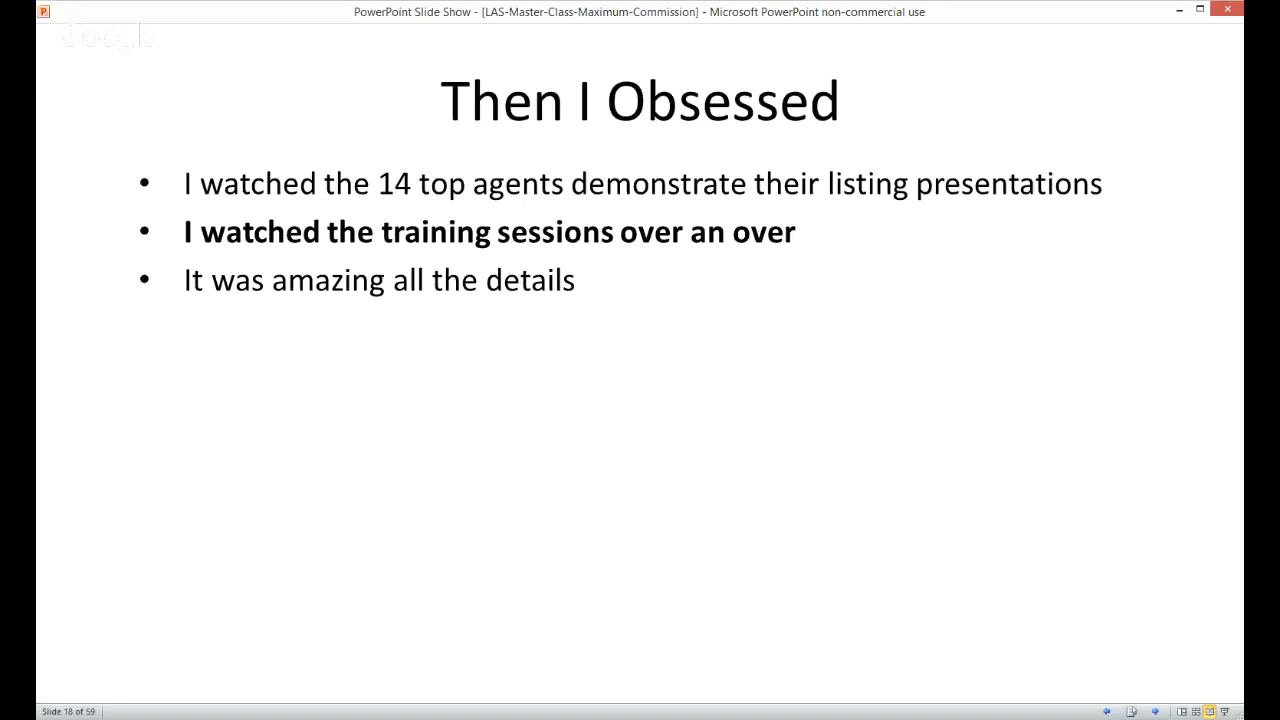 PowerPoint Slide Show - [LAS-Master-Class-Maximum-Commission] - Microsoft PowerPoint non-commercial use
Google
Then I Obsessed
• I watched the 14 top agents demonstrate their listing presentations
• I watched the training sessions over an over
• It was amazing all the details
Slide 18 of 59